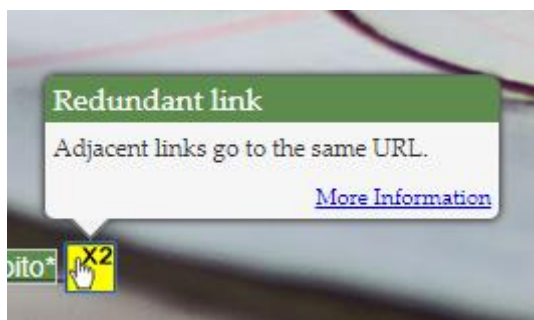 Redundant link
Adjacent links go to the same URL.
More Information
X2